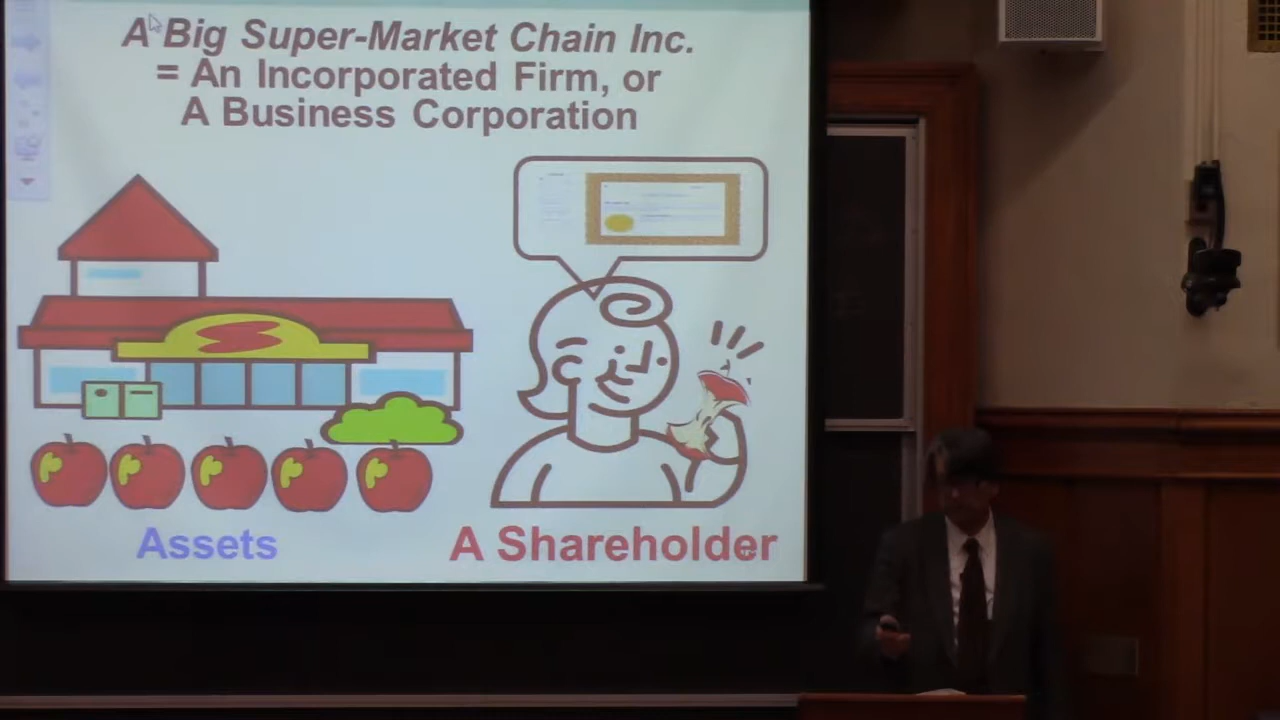 A Big Super-Market Chain Inc.
= An Incorporated Firm, or
A Business Corporation
Assets
A Shareholder